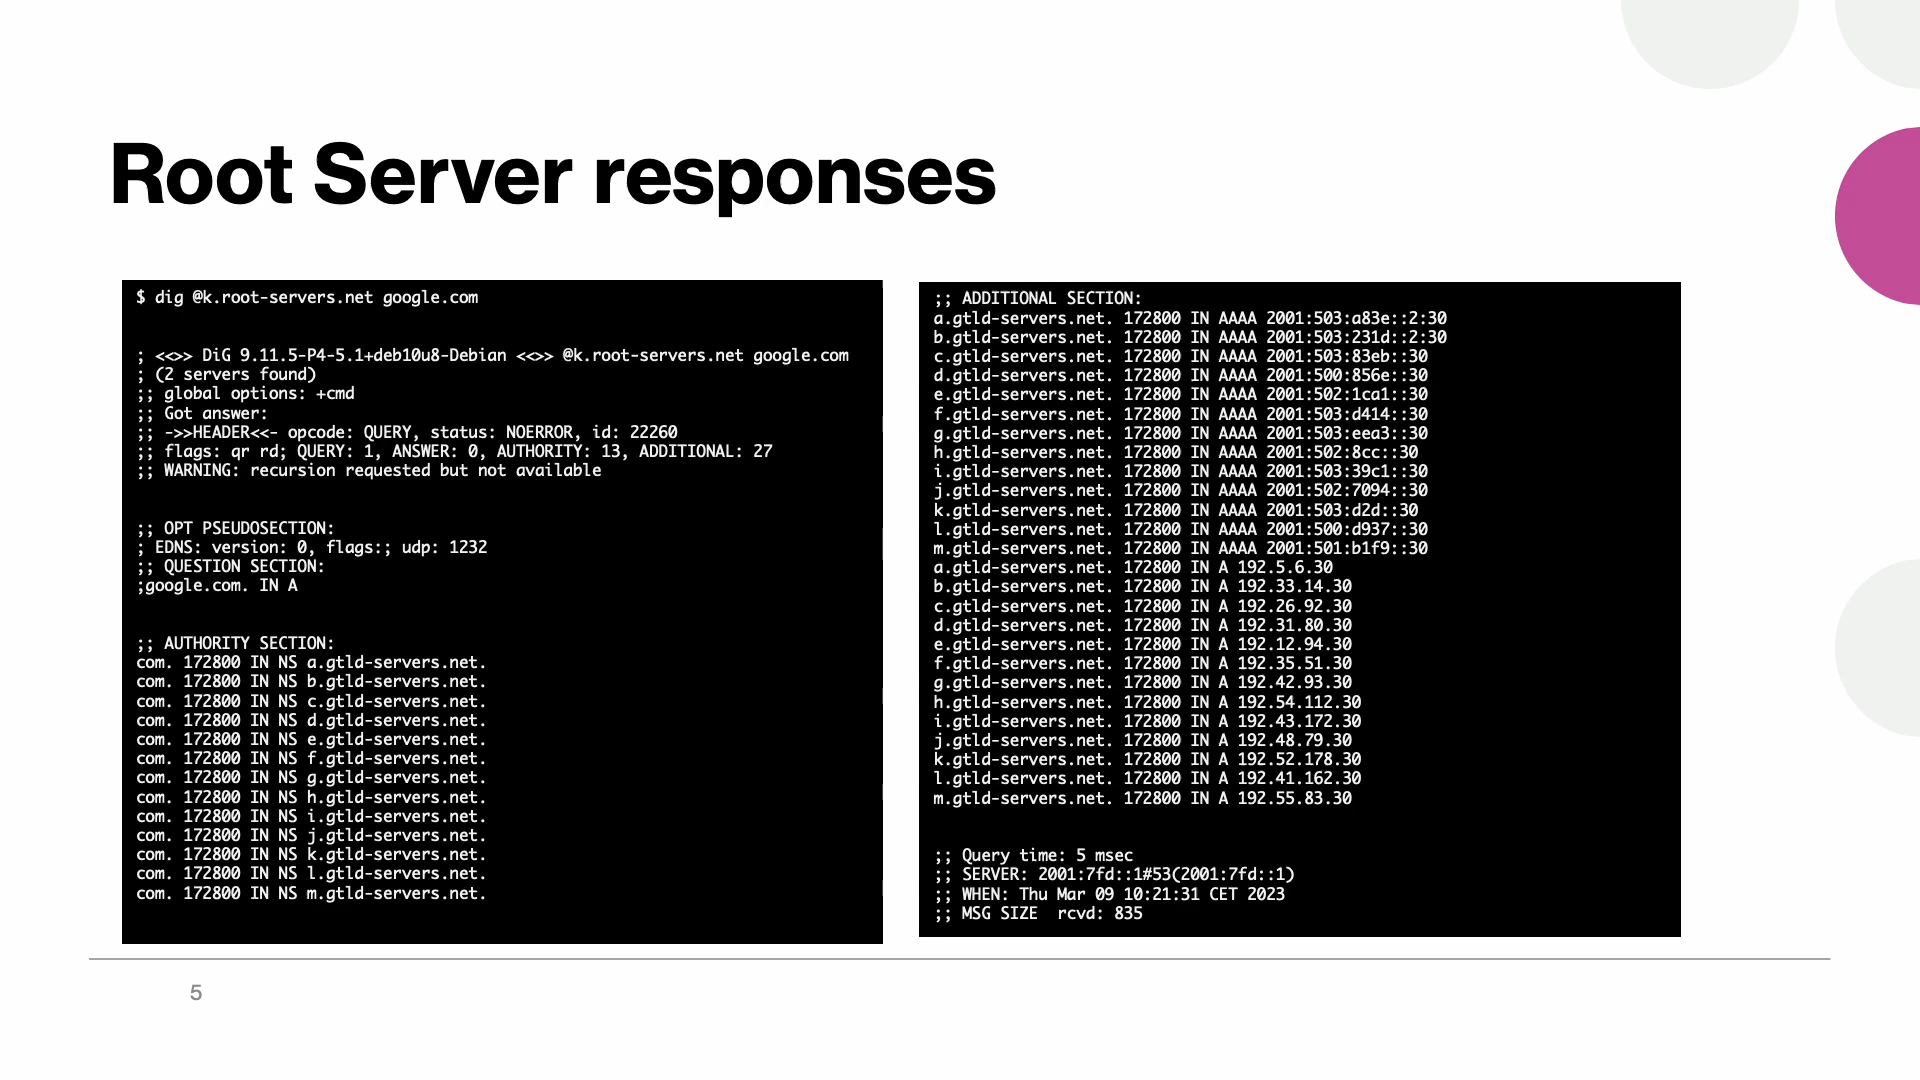 Root Server responses
$ dig @k.root-servers.net google.com
; <<>> DiG 9.11.5-P4-5.1+deb10u8-Debian <<>> @k.root-servers.net google.com
; (2 servers found)
;; global options: +cmd
;; Got answer:
;; ->>HEADER<<- opcode: QUERY, status: NOERROR, id: 22260
;; flags: qr rd; QUERY: 1, ANSWER: 0, AUTHORITY: 13, ADDITIONAL: 27
;; WARNING: recursion requested but not available
;; OPT PSEUDOSECTION:
; EDNS: version: 0, flags:; udp: 1232
;; QUESTION SECTION:
;google.com. IN A
;; AUTHORITY SECTION:
com. 172800 IN NS a.gtld-servers.net.
com. 172800 IN NS b.gtld-servers.net.
com. 172800 IN NS c.gtld-servers.net.
com. 172800 IN NS d.gtld-servers.net.
com. 172800 IN NS e.gtld-servers.net.
com. 172800 IN NS f.gtld-servers.net.
com. 172800 IN NS g.gtld-servers.net.
com. 172800 IN NS h.gtld-servers.net.
com. 172800 IN NS i.gtld-servers.net.
com. 172800 IN NS j.gtld-servers.net.
com. 172800 IN NS k.gtld-servers.net.
com. 172800 IN NS l.gtld-servers.net.
com. 172800 IN NS m.gtld-servers.net.
;; ADDITIONAL SECTION:
a.gtld-servers.net. 172800 IN AAAA 2001:503:a83e::2:30
b.gtld-servers.net. 172800 IN AAAA 2001:503:231d::2:30
c.gtld-servers.net. 172800 IN AAAA 2001:503:83eb::30
d.gtld-servers.net. 172800 IN AAAA 2001:500:856e::30
e.gtld-servers.net. 172800 IN AAAA 2001:502:1ca1::30
f.gtld-servers.net. 172800 IN AAAA 2001:503:d414::30
g.gtld-servers.net. 172800 IN AAAA 2001:503:eea3::30
h.gtld-servers.net. 172800 IN AAAA 2001:502:8cc::30
i.gtld-servers.net. 172800 IN AAAA 2001:503:39c1::30
j.gtld-servers.net. 172800 IN AAAA 2001:502:7094::30
k.gtld-servers.net. 172800 IN AAAA 2001:503:d2d::30
l.gtld-servers.net. 172800 IN AAAA 2001:500:d937::30
m.gtld-servers.net. 172800 IN AAAA 2001:501:b1f9::30
a.gtld-servers.net. 172800 IN A 192.5.6.30
b.gtld-servers.net. 172800 IN A 192.33.14.30
c.gtld-servers.net. 172800 IN A 192.26.92.30
d.gtld-servers.net. 172800 IN A 192.31.80.30
e.gtld-servers.net. 172800 IN A 192.12.94.30
f.gtld-servers.net. 172800 IN A 192.35.51.30
g.gtld-servers.net. 172800 IN A 192.42.93.30
h.gtld-servers.net. 172800 IN A 192.54.112.30
i.gtld-servers.net. 172800 IN A 192.43.172.30
j.gtld-servers.net. 172800 IN A 192.48.79.30
k.gtld-servers.net. 172800 IN A 192.52.178.30
l.gtld-servers.net. 172800 IN A 192.41.162.30
m.gtld-servers.net. 172800 IN A 192.55.83.30
;; Query time: 5 msec
;; SERVER: 2001:7fd::1#53(2001:7fd::1)
;; WHEN: Thu Mar 09 10:21:31 CET 2023
;; MSG SIZE  rcvd: 835
5